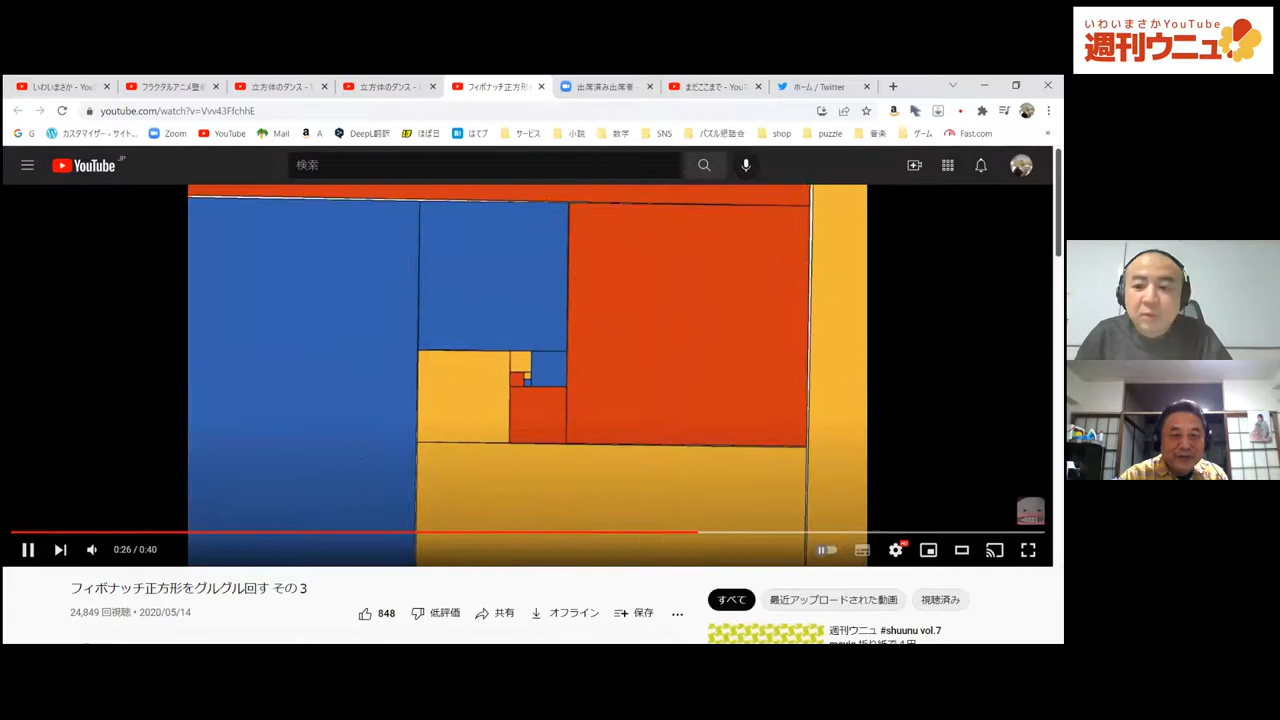 いわいまさかYouTube
週刊ウニュ
いわいまさか - YouT
フラクタルアニメ壁紙
立方体のダンス - Y
立方体のダンス - Y
フィボナッチ正方形を
出席済み出席者 -
まだここまで - YouT
ホーム / Twitter
youtube.com/watch?v=Vvv43FfchhE
G
カスタマイザー・サイト...
Zoom
YouTube
Mail
A
DeepL翻訳
ほぼ日
はてブ
サービス
小説
数学
SNS
パズル懇話会
shop
puzzle
音楽
ゲーム
Fast.com
»
YouTube JP
検索
0:26 / 0:40
HD
フィボナッチ正方形をグルグル回す その３
24,849 回視聴・2020/05/14
848
低評価
共有
オフライン
保存
すべて
最近アップロードされた動画
視聴済み
週刊ウニュ #shuunu vol.7